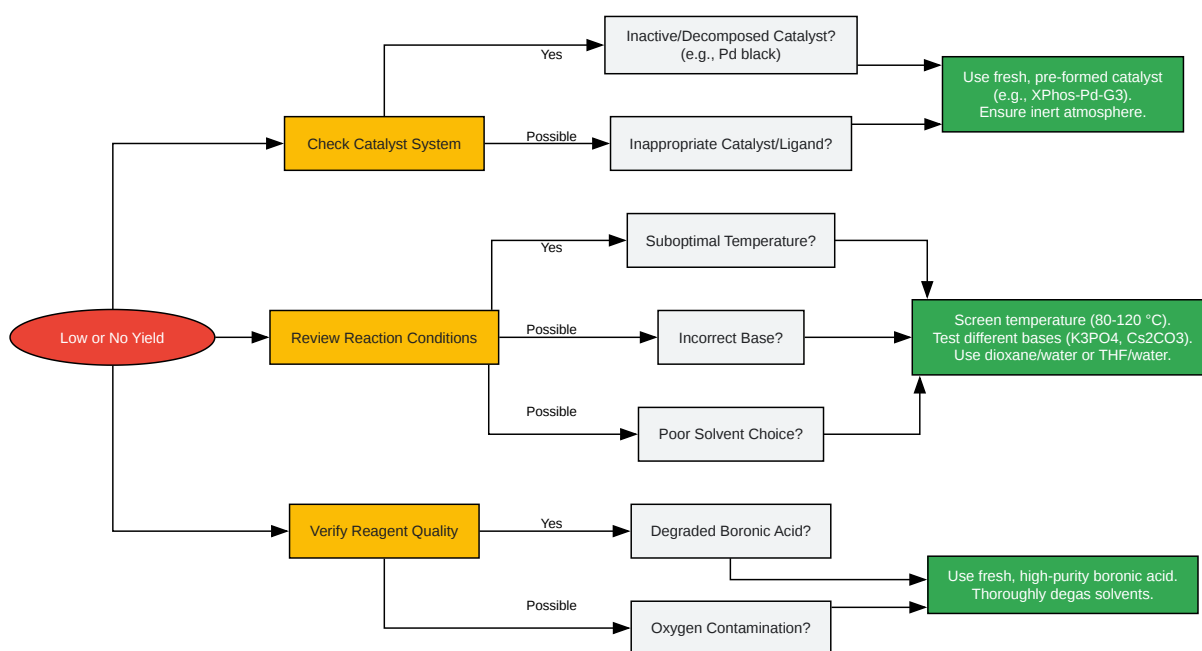 Inactive/Decomposed Catalyst?
(e.g., Pd black)
Yes
Use fresh, pre-formed catalyst
(e.g., XPhos-Pd-G3).
Ensure inert atmosphere.
Check Catalyst System
Possible
Inappropriate Catalyst/Ligand?
Suboptimal Temperature?
Yes
Low or No Yield
Review Reaction Conditions
Possible
Incorrect Base?
Screen temperature (80-120 °C).
Test different bases (K3PO4, Cs2CO3).
Use dioxane/water or THF/water.
Possible
Poor Solvent Choice?
Verify Reagent Quality
Yes
Degraded Boronic Acid?
Use fresh, high-purity boronic acid.
Thoroughly degas solvents.
Possible
Oxygen Contamination?